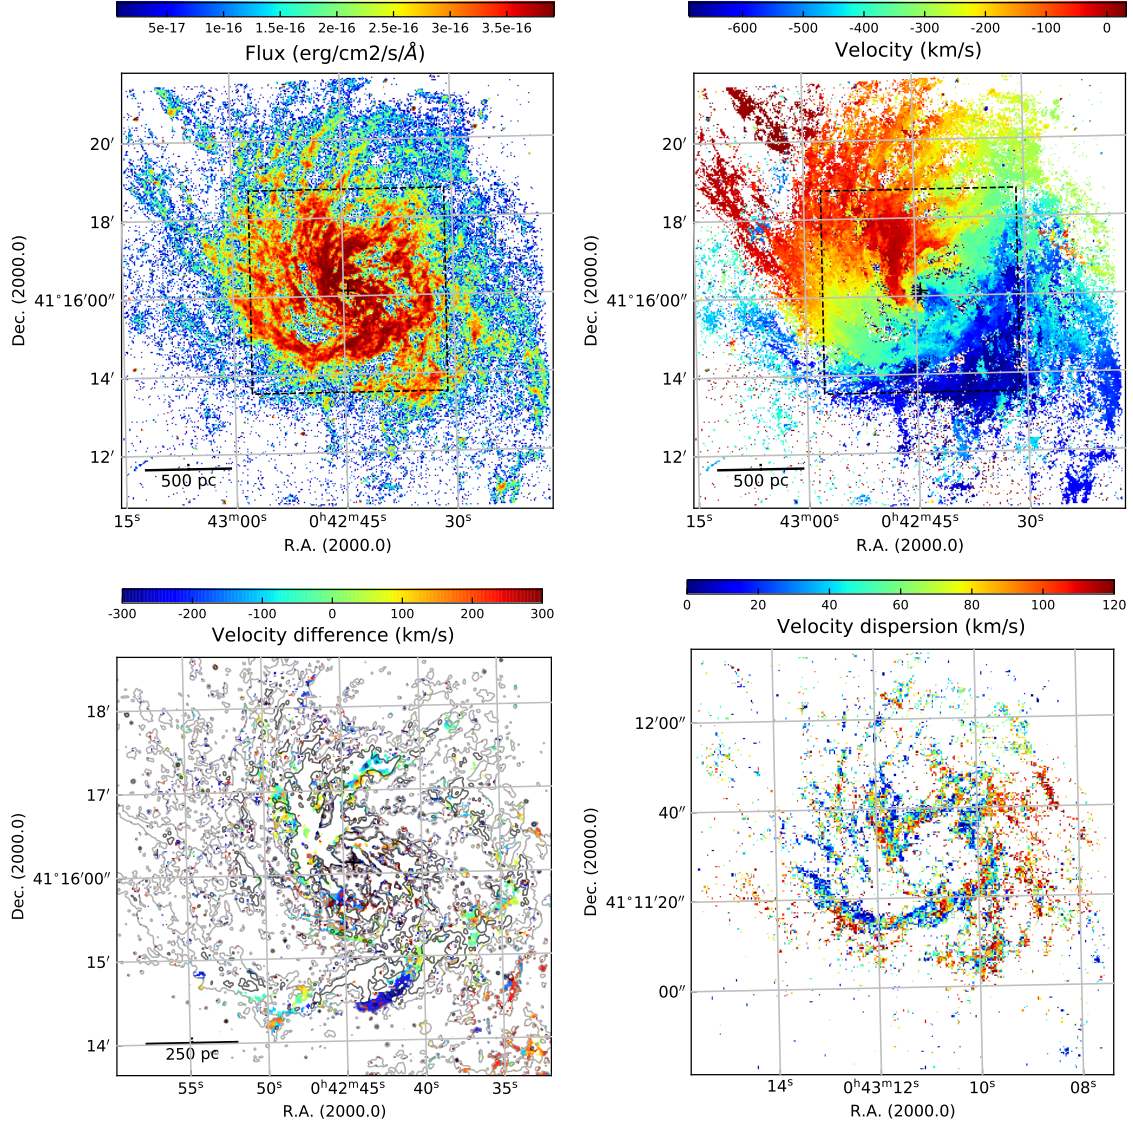 5e-17 1e-16 2e-16 2.5e-16 3e-16 3.5e-16
Flux (erg/cm2/s/Å)
20′
18′
41°16′00″
14′
12′
Dec. (2000.0)
500 pc
15ˢ 43ᵐ00ˢ 0ʰ42ᵐ45ˢ 30ˢ
R.A. (2000.0)
-600 -500 -400 -300 -200 -100 0
Velocity (km/s)
20′
18′
41°16′00″
14′
12′
Dec. (2000.0)
500 pc
15ˢ 43ᵐ00ˢ 0ʰ42ᵐ45ˢ 30ˢ
R.A. (2000.0)
-300 -200 -100 0 100 200 300
Velocity difference (km/s)
18′
17′
41°16′00″
15′
14′
Dec. (2000.0)
250 pc
55ˢ 50ˢ 0ʰ42ᵐ45ˢ 40ˢ 35ˢ
R.A. (2000.0)
0 20 40 60 80 100 120
Velocity dispersion (km/s)
12′00″
40″
41°11′20″
00″
Dec. (2000.0)
14ˢ 0ʰ43ᵐ12ˢ 10ˢ 08ˢ
R.A. (2000.0)